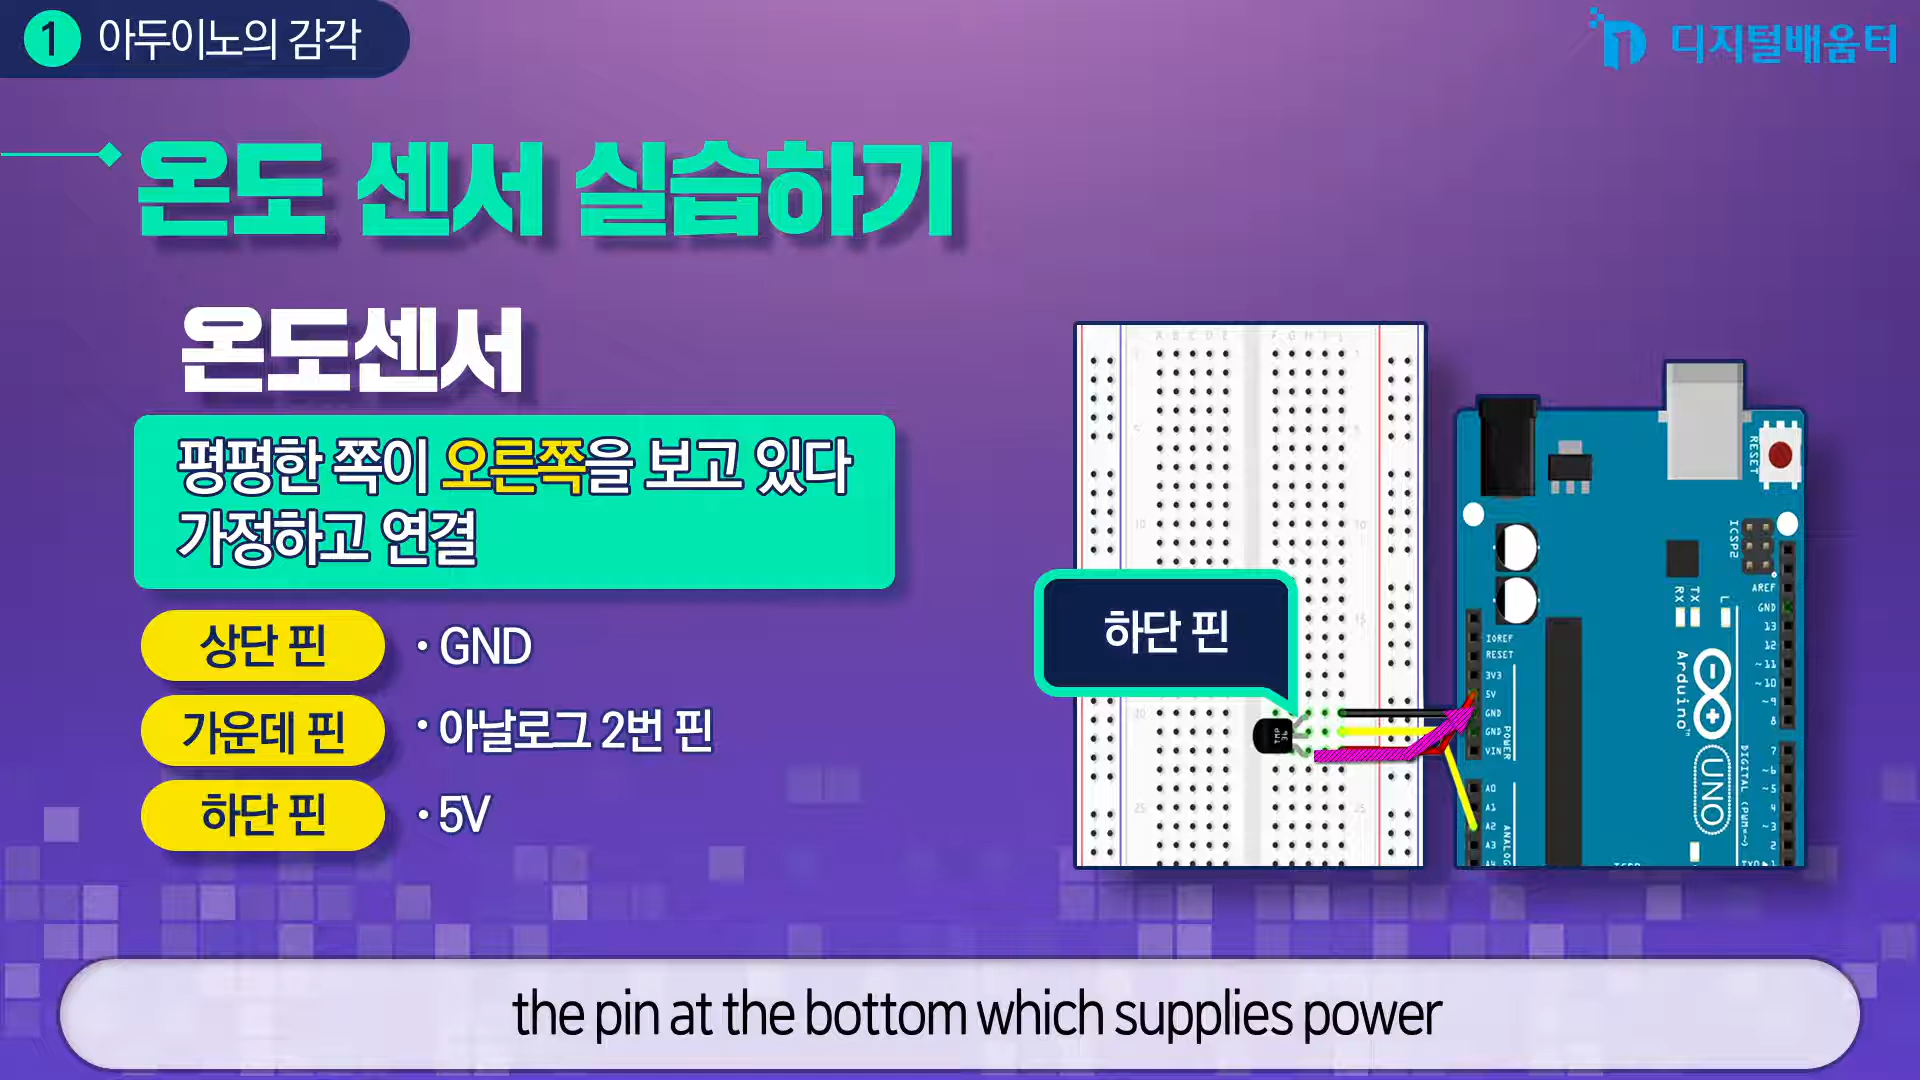 1 아두이노의 감각
디지털배움터
온도 센서 실습하기
온도센서
평평한 쪽이 오른쪽을 보고 있다
가정하고 연결
상단 핀 · GND
가운데 핀 · 아날로그 2번 핀
하단 핀 · 5V
하단 핀
TMP
36
RESET
ICSP2
AREF
GND
13
12
~11
~10
~9
8
7
~6
~5
4
~3
2
TX
RX
L
IOREF
RESET
3V3
5V
GND
GND
VIN
POWER
A0
A1
A2
A3
Arduino™
UNO
DIGITAL (PWM=~)
the pin at the bottom which supplies power